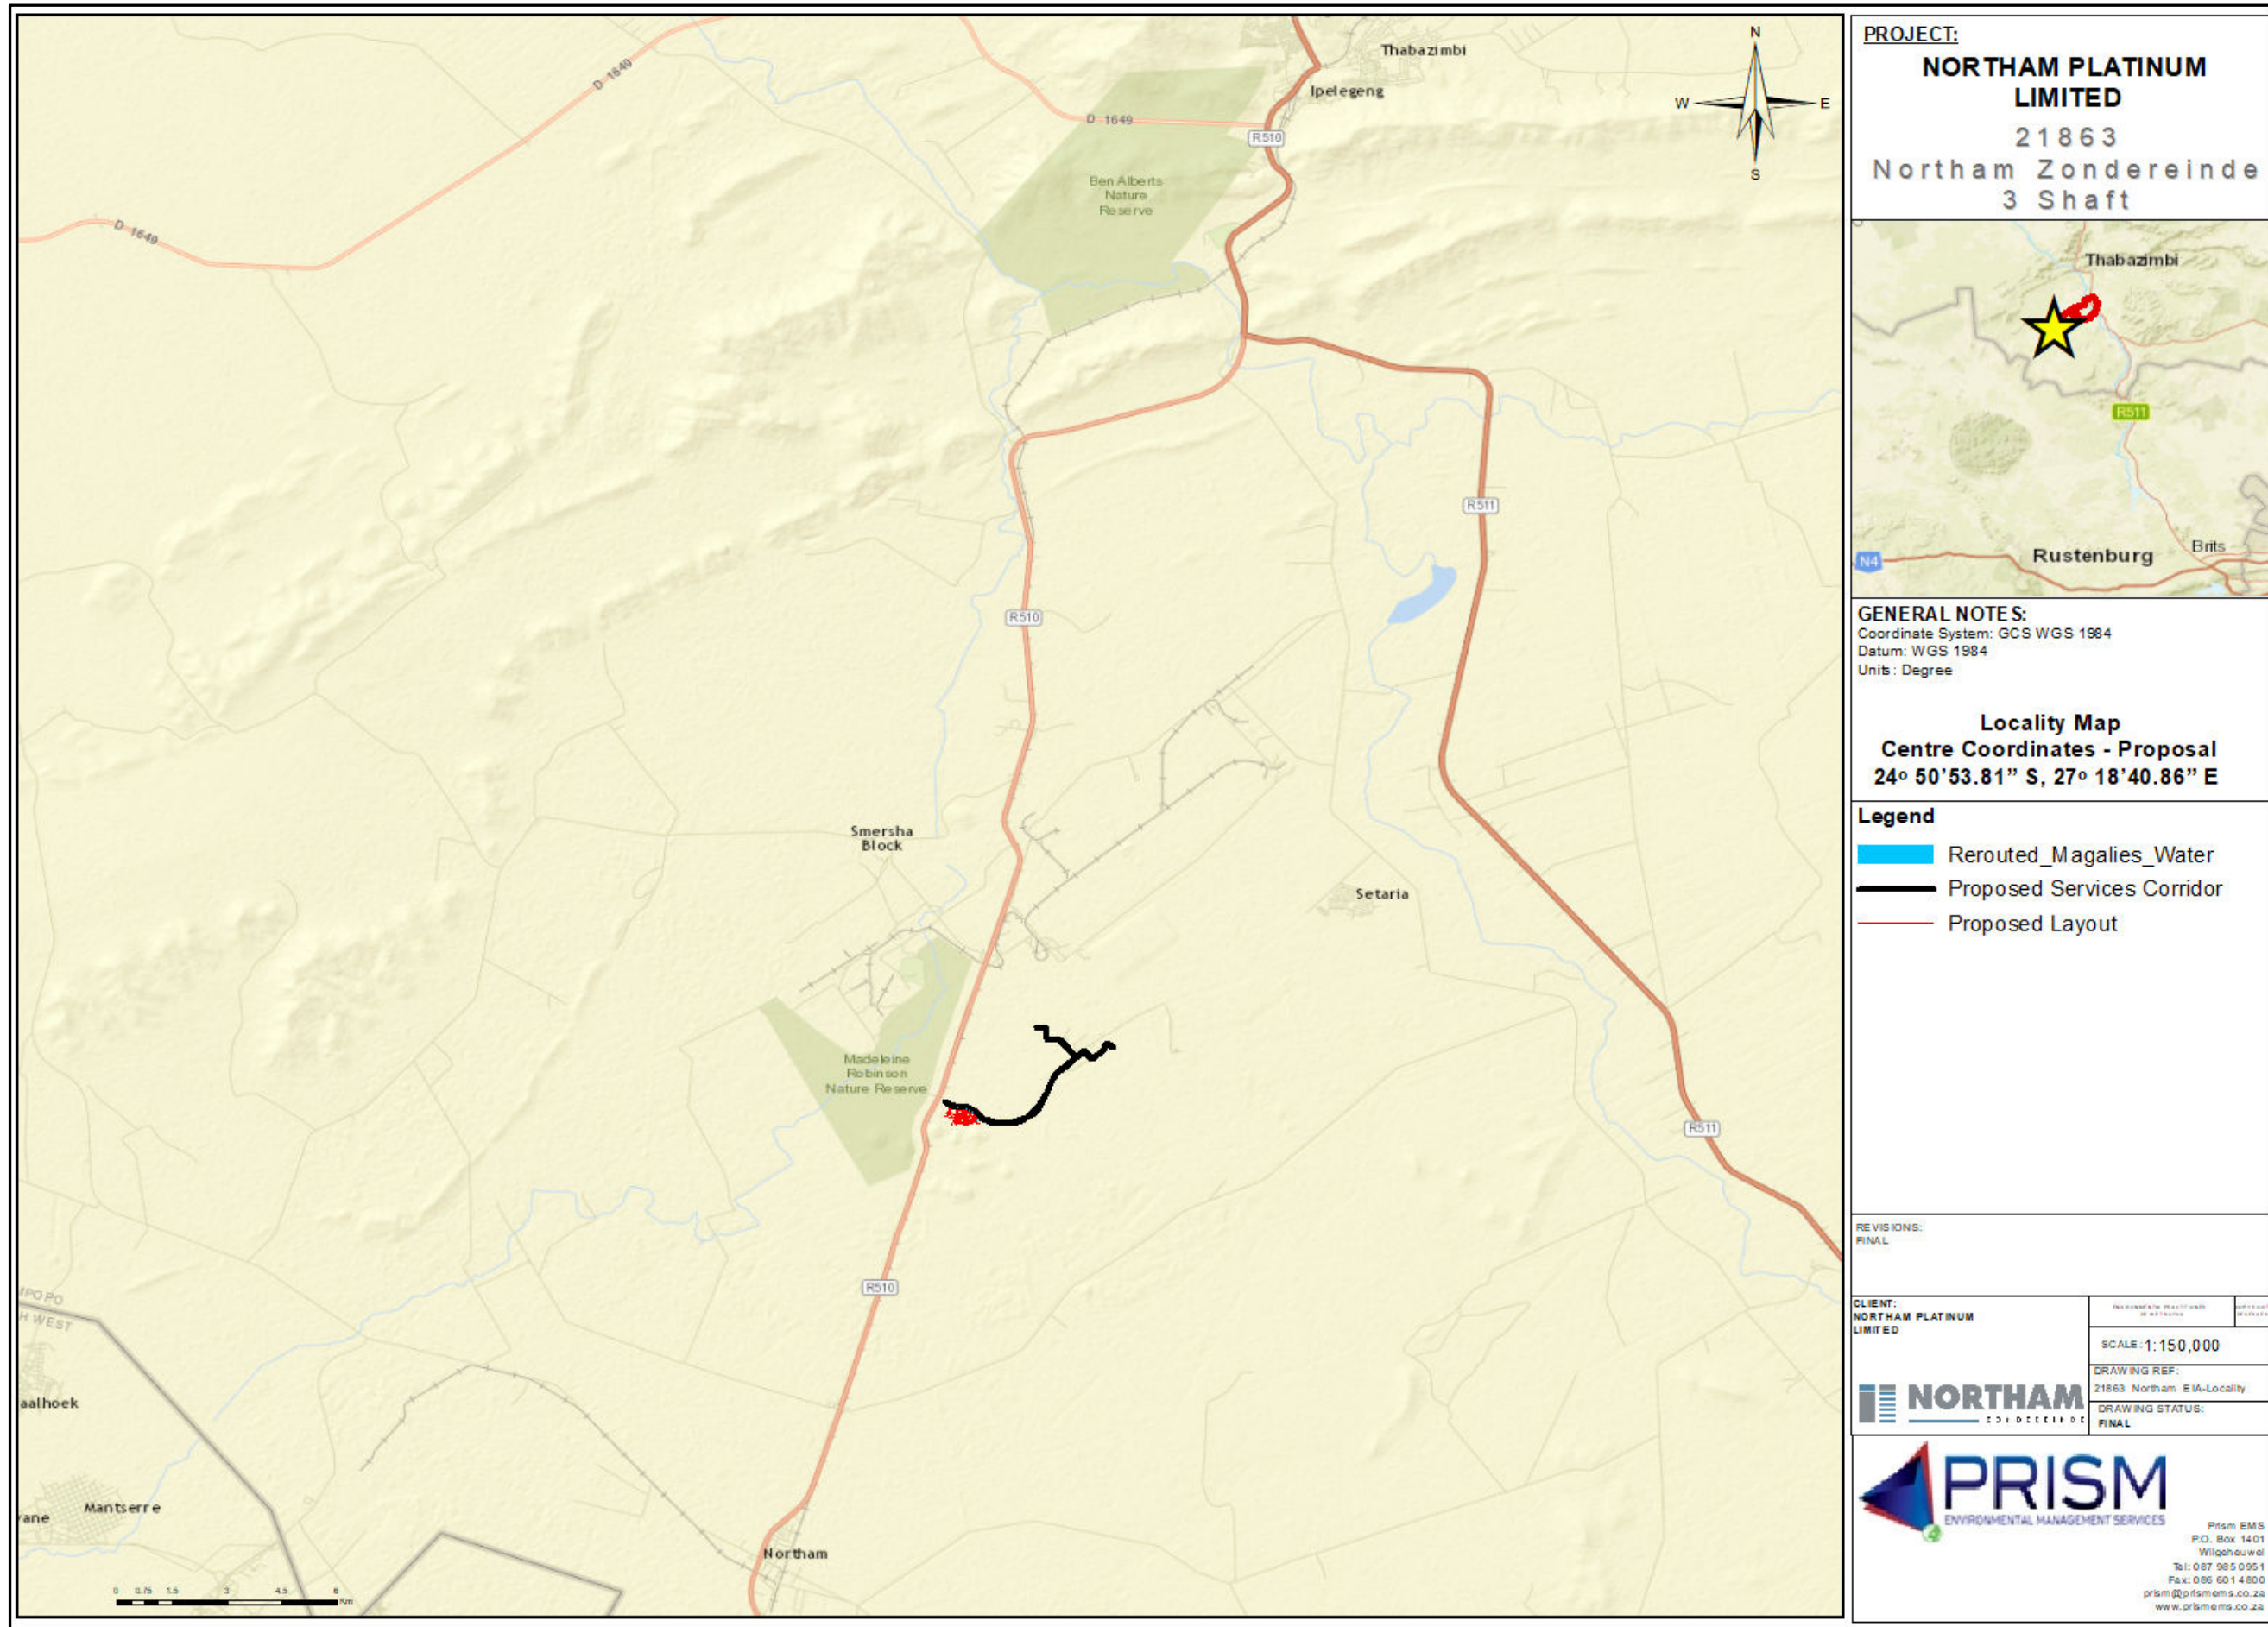 Thabazimbi
Ipelegeng
D 1649
D 1649
R510
Ben Alberts
Nature
Reserve
D 1649
N
W
E
S
R511
R510
Smersha
Block
Setaria
Madeleine
Robinson
Nature Reserve
R511
R510
MPOPO
H WEST
aalhoek
Mantserre
ane
Northam
0 0.75 1.5 3 4.5 6
Km
PROJECT:
NORTHAM PLATINUM
LIMITED
21863
Northam Zondereinde
3 Shaft
Thabazimbi
R511
Brits
Rustenburg
N4
GENERAL NOTES:
Coordinate System: GCS WGS 1984
Datum: WGS 1984
Units: Degree
Locality Map
Centre Coordinates - Proposal
24º 50’53.81” S, 27º 18’40.86” E
Legend
Rerouted_Magalies_Water
Proposed Services Corridor
Proposed Layout
REVISIONS:
FINAL
CLIENT:
NORTHAM PLATINUM
LIMITED
SCALE: 1:150,000
DRAWING REF:
21863 Northam EIA-Locality
DRAWING STATUS:
FINAL
NORTHAM
PRISM
ENVIRONMENTAL MANAGEMENT SERVICES
Prism EMS
P.O. Box 1401
Wilgeheuwel
Tel: 087 985 0951
Fax: 086 601 4800
prism@prismems.co.za
www.prismems.co.za